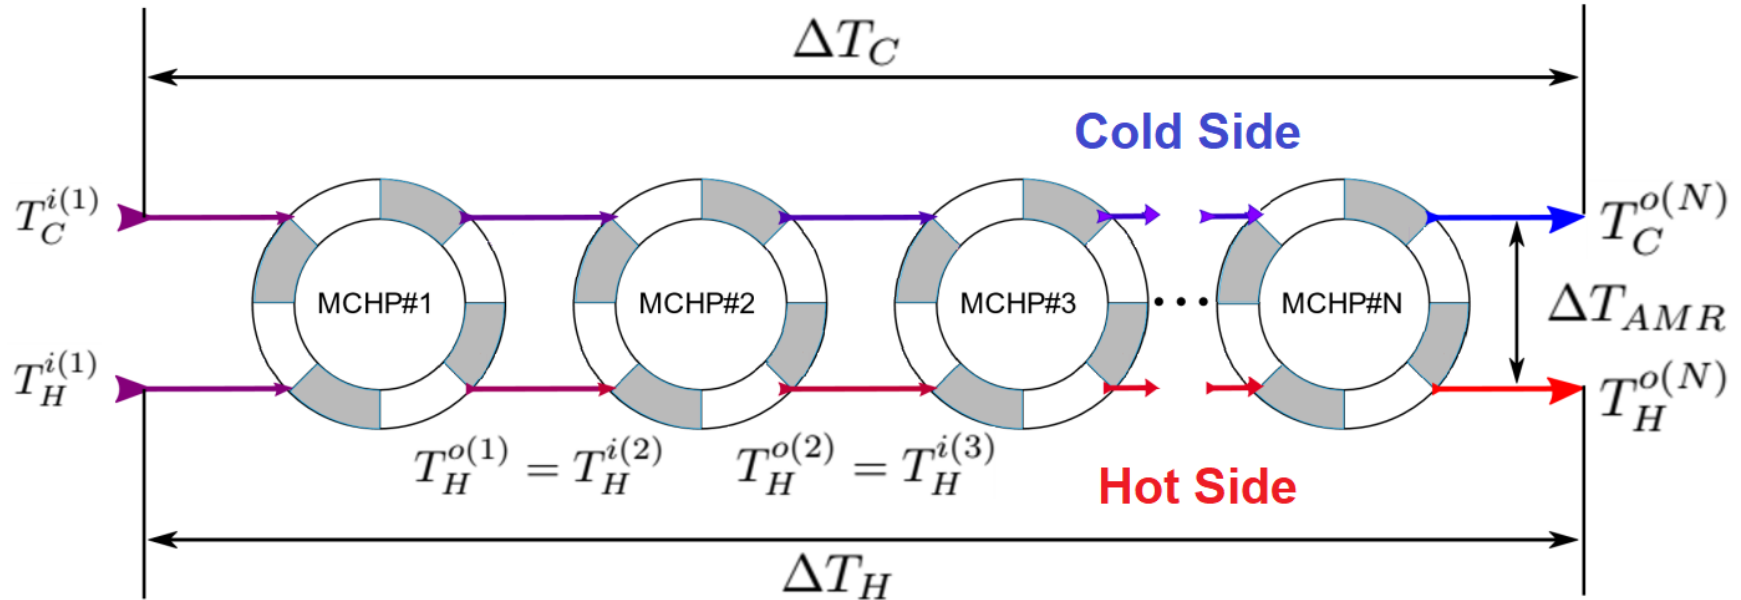 ΔT_C
Cold Side
T_C^{i(1)}
T_C^{o(N)}
MCHP#1
MCHP#2
MCHP#3
...
MCHP#N
ΔT_{AMR}
T_H^{i(1)}
T_H^{o(N)}
T_H^{o(1)} = T_H^{i(2)}
T_H^{o(2)} = T_H^{i(3)}
Hot Side
ΔT_H